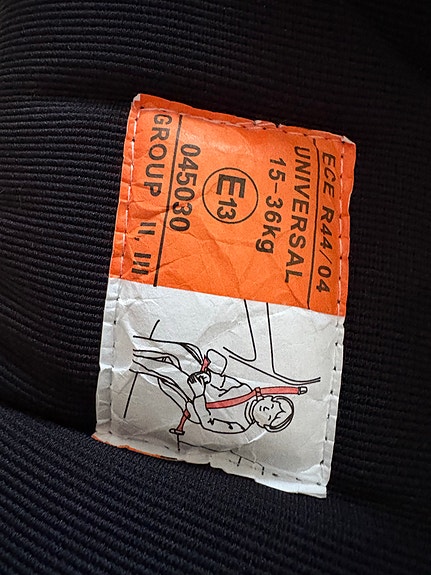 ECE R44/04
UNIVERSAL
15-36kg
E13
045030
GROUP II, III